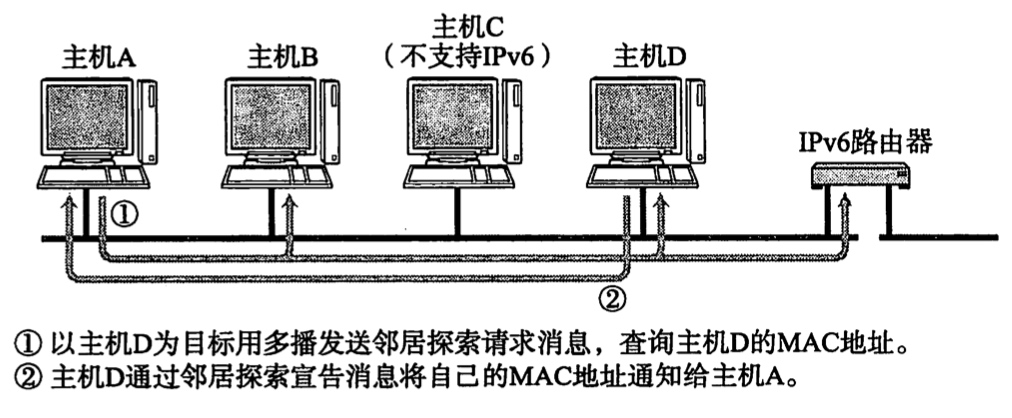 主机A
主机B
主机C
（不支持IPv6）
主机D
IPv6路由器
①
②
① 以主机D为目标用多播发送邻居探索请求消息，查询主机D的MAC地址。
② 主机D通过邻居探索宣告消息将自己的MAC地址通知给主机A。